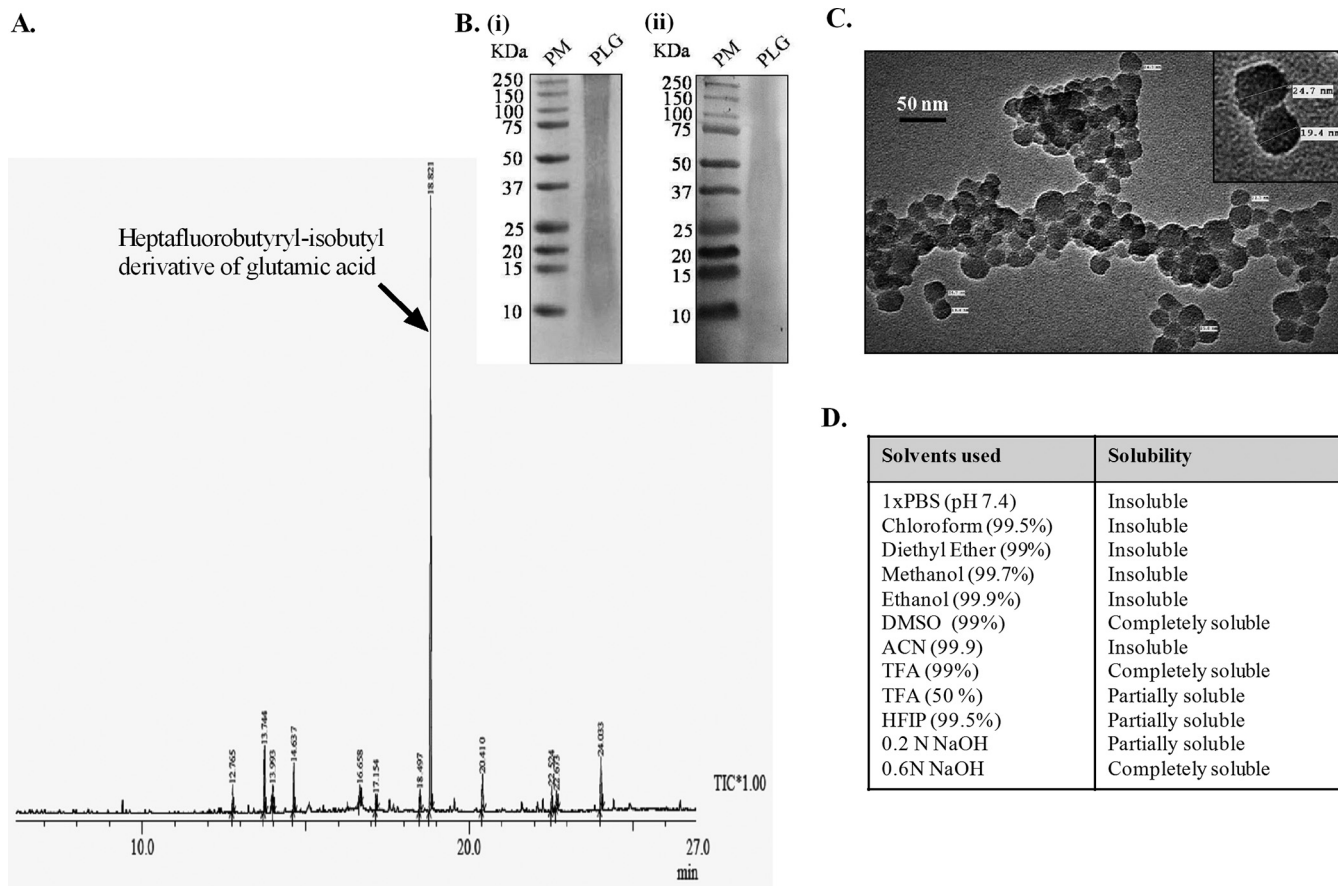 A.
18.821
Heptafluorobutyryl-isobutyl
derivative of glutamic acid
12.765
13.744
13.993
14.637
16.658
17.154
18.497
20.410
22.673
24.033
TIC*1.00
10.0
20.0
27.0
min
B. (i)
KDa PM PLG
250
150
100
75
50
37
25
20
15
10
(ii)
KDa PM PLG
250
150
100
75
50
37
25
20
15
10
C.
50 nm
24.7 nm
19.4 nm
D.
Solvents used Solubility
1xPBS (pH 7.4) Insoluble
Chloroform (99.5%) Insoluble
Diethyl Ether (99%) Insoluble
Methanol (99.7%) Insoluble
Ethanol (99.9%) Insoluble
DMSO (99%) Completely soluble
ACN (99.9) Insoluble
TFA (99%) Completely soluble
TFA (50 %) Partially soluble
HFIP (99.5%) Partially soluble
0.2 N NaOH Partially soluble
0.6N NaOH Completely soluble